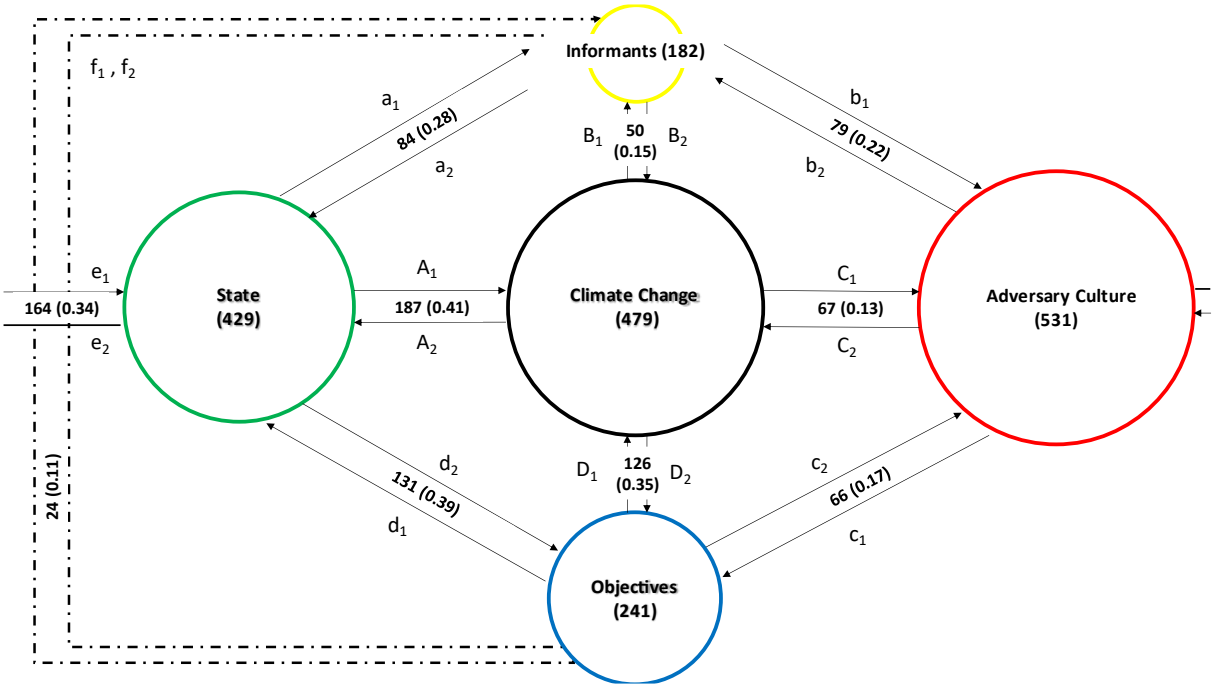 Informants (182)
f1 , f2
a1
84 (0.28)
a2
b1
79 (0.22)
b2
B1
50
(0.15)
B2
e1
164 (0.34)
e2
State
(429)
A1
187 (0.41)
A2
Climate Change
(479)
C1
67 (0.13)
C2
Adversary Culture
(531)
24 (0.11)
d2
131 (0.39)
d1
D1
126
(0.35)
D2
c2
66 (0.17)
c1
Objectives
(241)